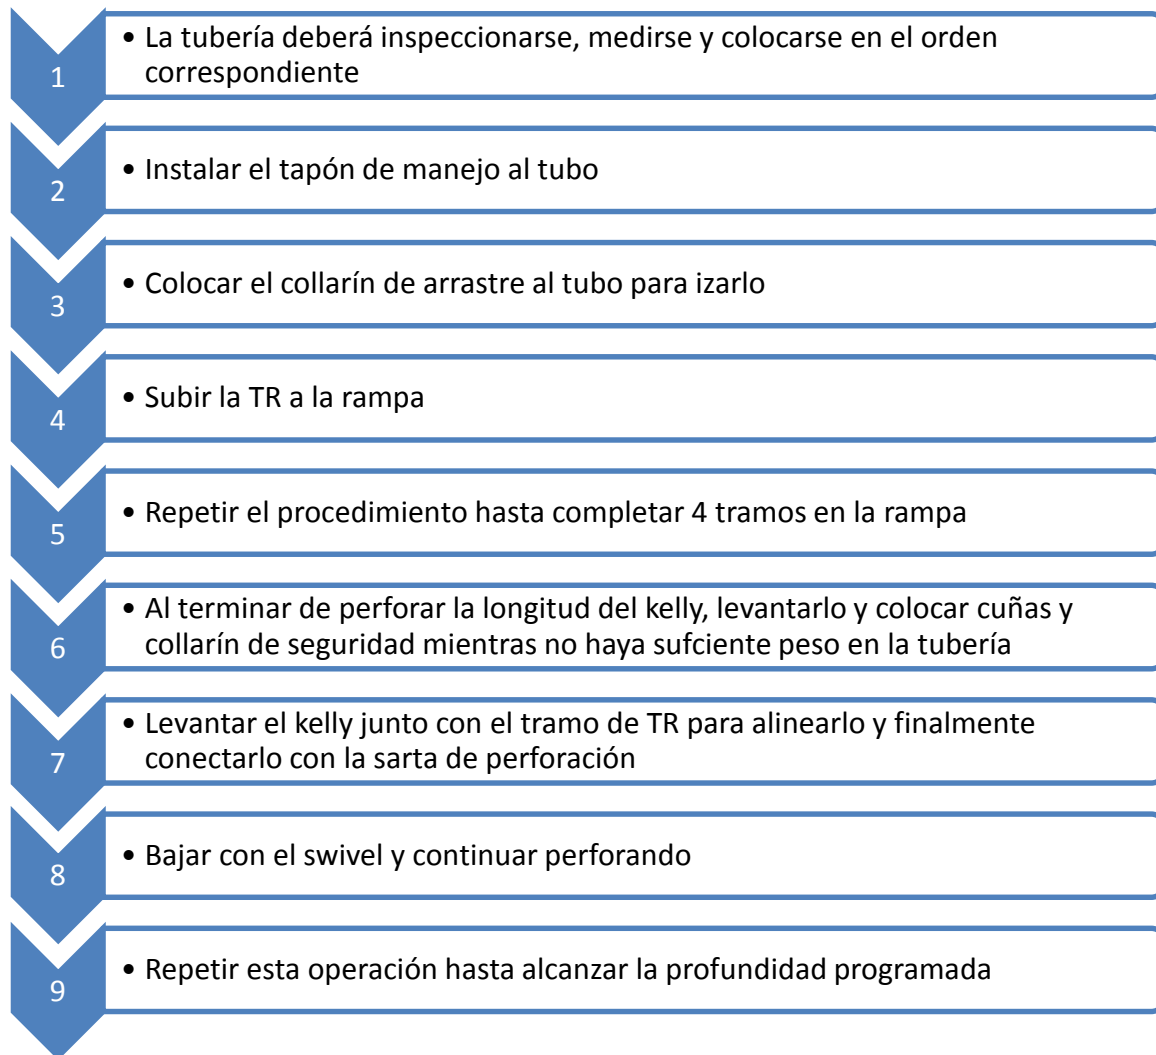 1
• La tubería deberá inspeccionarse, medirse y colocarse en el orden
correspondiente
2
• Instalar el tapón de manejo al tubo
3
• Colocar el collarín de arrastre al tubo para izarlo
4
• Subir la TR a la rampa
5
• Repetir el procedimiento hasta completar 4 tramos en la rampa
6
• Al terminar de perforar la longitud del kelly, levantarlo y colocar cuñas y
collarín de seguridad mientras no haya sufciente peso en la tubería
7
• Levantar el kelly junto con el tramo de TR para alinearlo y finalmente
conectarlo con la sarta de perforación
8
• Bajar con el swivel y continuar perforando
9
• Repetir esta operación hasta alcanzar la profundidad programada